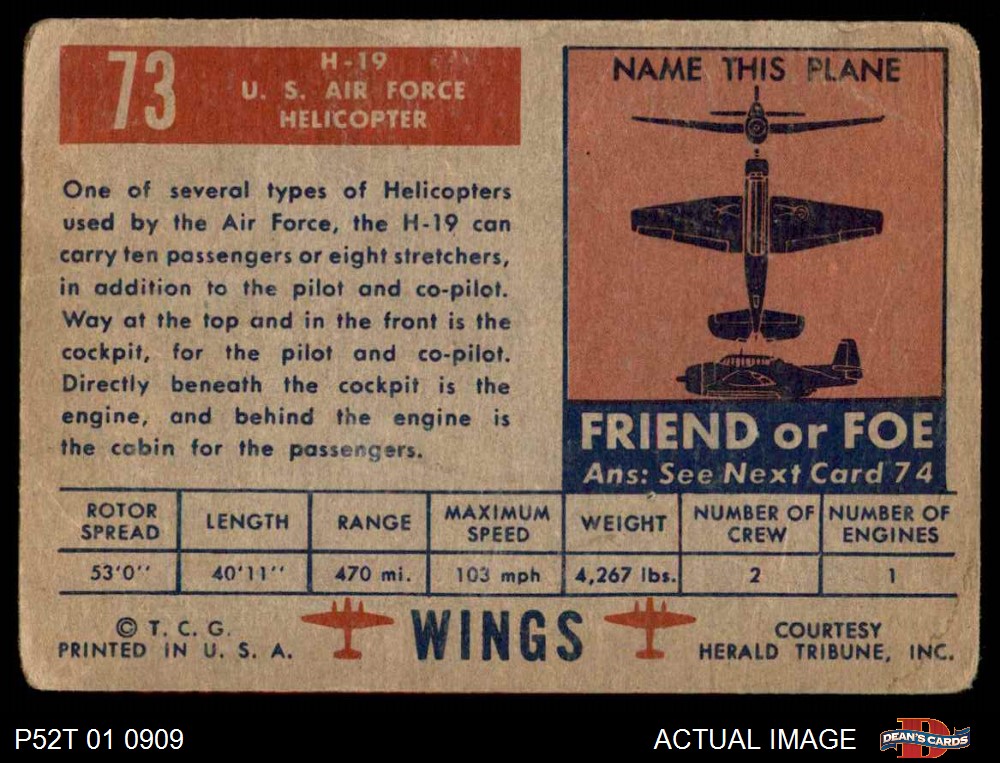 73
H-19
U. S. AIR FORCE
HELICOPTER
One of several types of Helicopters
used by the Air Force, the H-19 can
carry ten passengers or eight stretchers,
in addition to the pilot and co-pilot.
Way at the top and in the front is the
cockpit, for the pilot and co-pilot.
Directly beneath the cockpit is the
engine, and behind the engine is
the cabin for the passengers.
NAME THIS PLANE
FRIEND or FOE
Ans: See Next Card 74
ROTOR SPREAD LENGTH RANGE MAXIMUM SPEED WEIGHT NUMBER OF CREW NUMBER OF ENGINES
53'0" 40'11" 470 mi. 103 mph 4,267 lbs. 2 1
© T. C. G.
PRINTED IN U. S. A.
WINGS
COURTESY
HERALD TRIBUNE, INC.
P52T 01 0909
ACTUAL IMAGE
D
DEAN'S CARDS